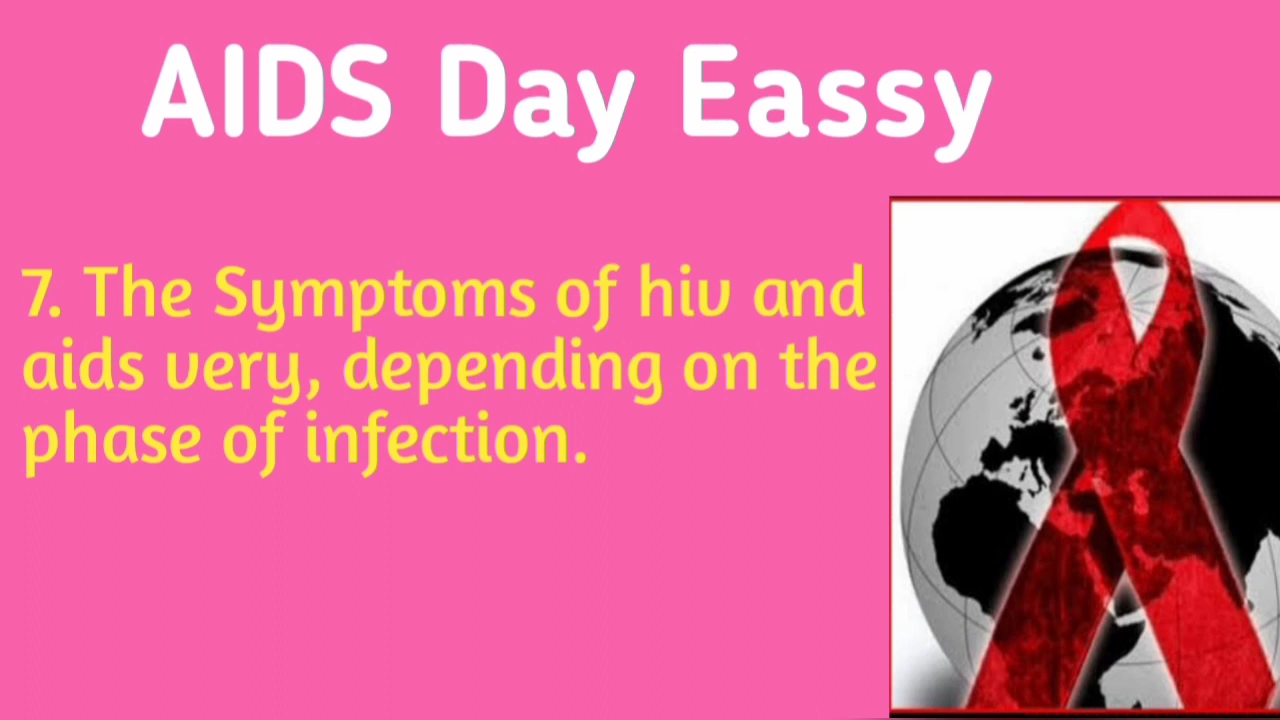 AIDS Day Eassy
7. The Symptoms of hiv and
aids very, depending on the
phase of infection.